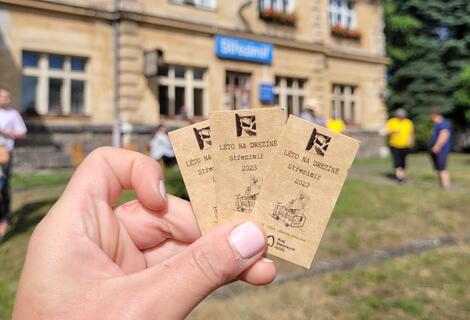 Střezimíř
LÉTO NA DREZÍNĚ
Střezimíř
2023
LÉTO NA DREZÍNĚ
Střezimíř
2023
LÉTO NA DREZÍNĚ
Střezimíř
2023